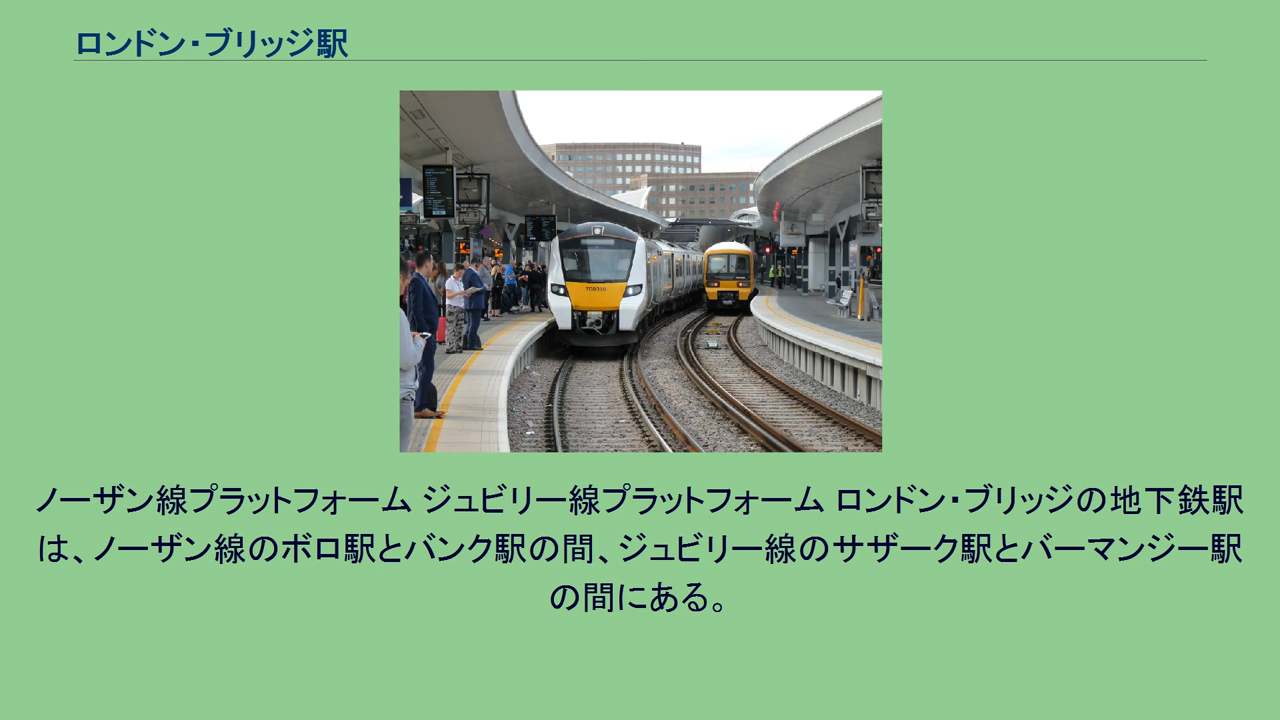 ロンドン・ブリッジ駅
ノーザン線プラットフォーム ジュビリー線プラットフォーム ロンドン・ブリッジの地下鉄駅
は、ノーザン線のボロ駅とバンク駅の間、ジュビリー線のサザーク駅とバーマンジー駅
の間にある。